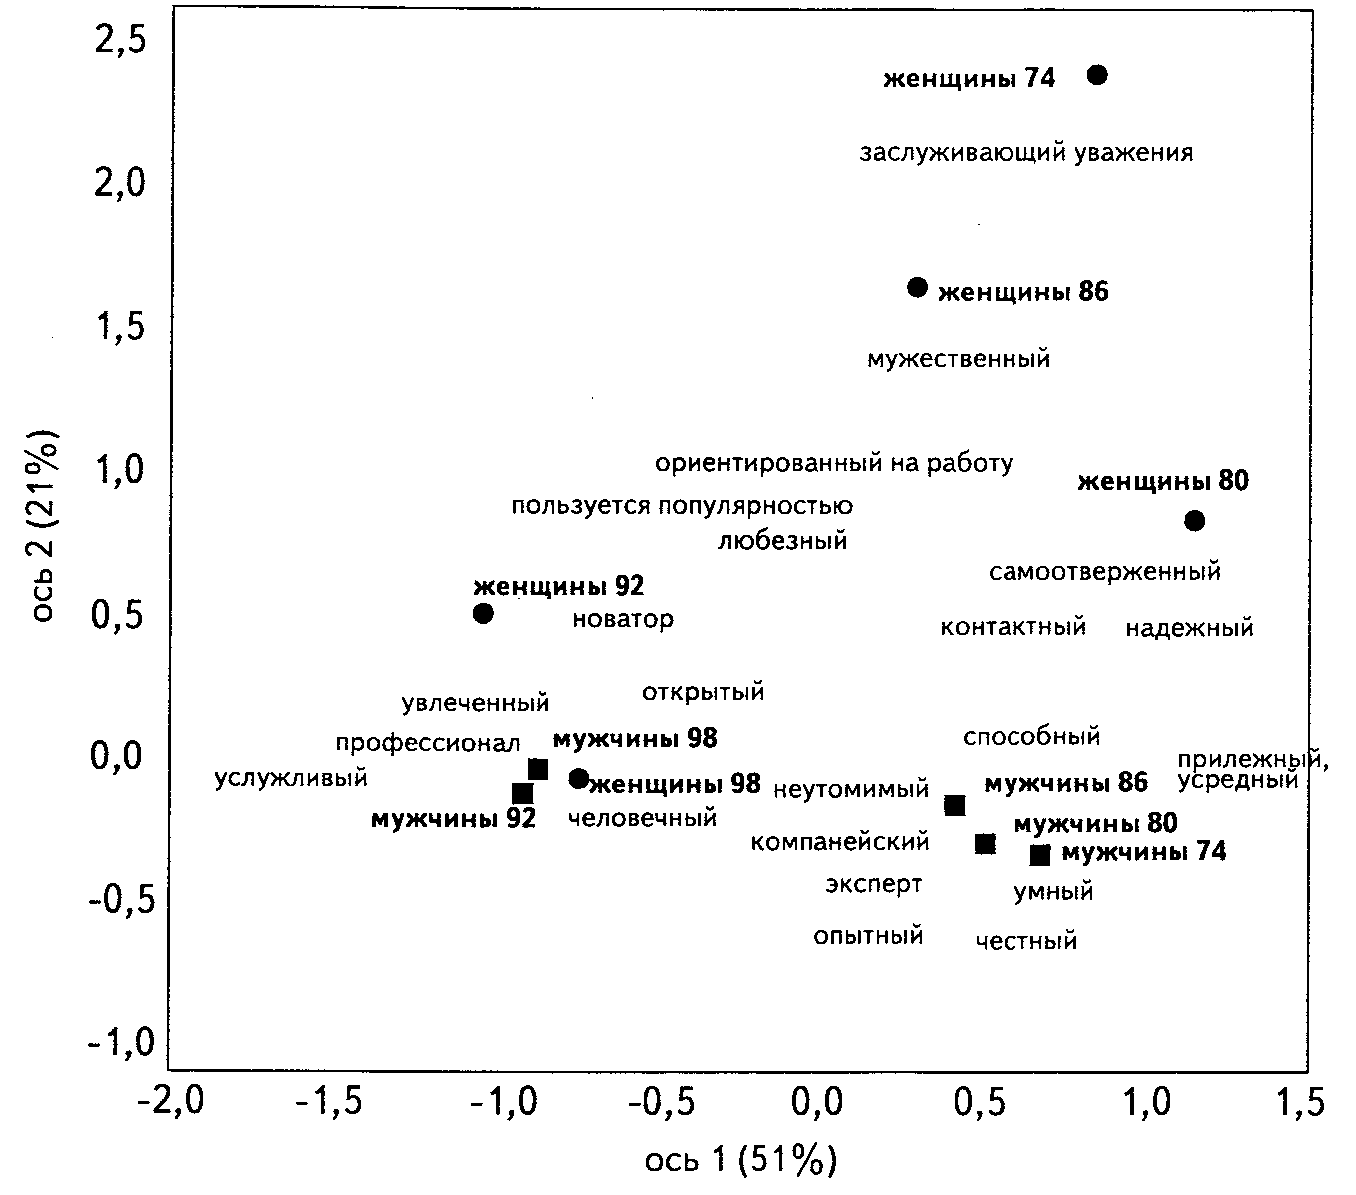 2,5
женщины 74
заслуживающий уважения
2,0
женщины 86
1,5
мужественный
ось 2 (21%)
1,0
ориентированный на работу
женщины 80
пользуется популярностью
любезный
самоотверженный
женщины 92
0,5
новатор
контактный
надежный
увлеченный
открытый
профессионал
мужчины 98
способный
0,0
прилежный,
усредный
услужливый
женщины 98
неутомимый
мужчины 86
мужчины 92
человечный
мужчины 80
компанейский
мужчины 74
эксперт
умный
-0,5
опытный
честный
-1,0
-2,0
-1,5
-1,0
-0,5
0,0
0,5
1,0
1,5
ось 1 (51%)